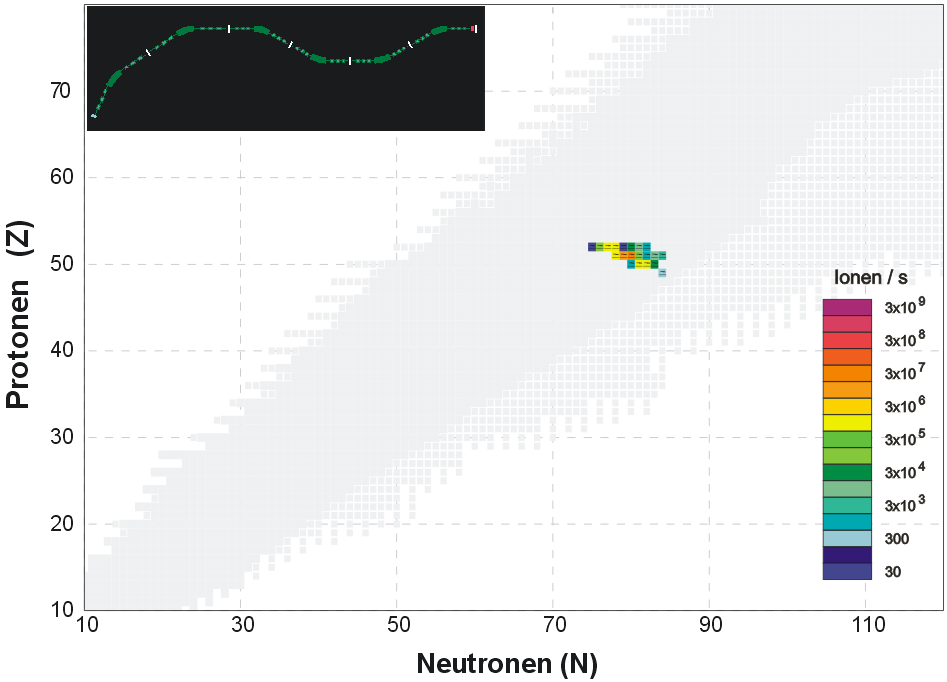 70
60
50
40
30
20
10
Protonen (Z)
10 30 50 70 90 110
Neutronen (N)
Ionen / s
3x10⁹
3x10⁸
3x10⁷
3x10⁶
3x10⁵
3x10⁴
3x10³
300
30